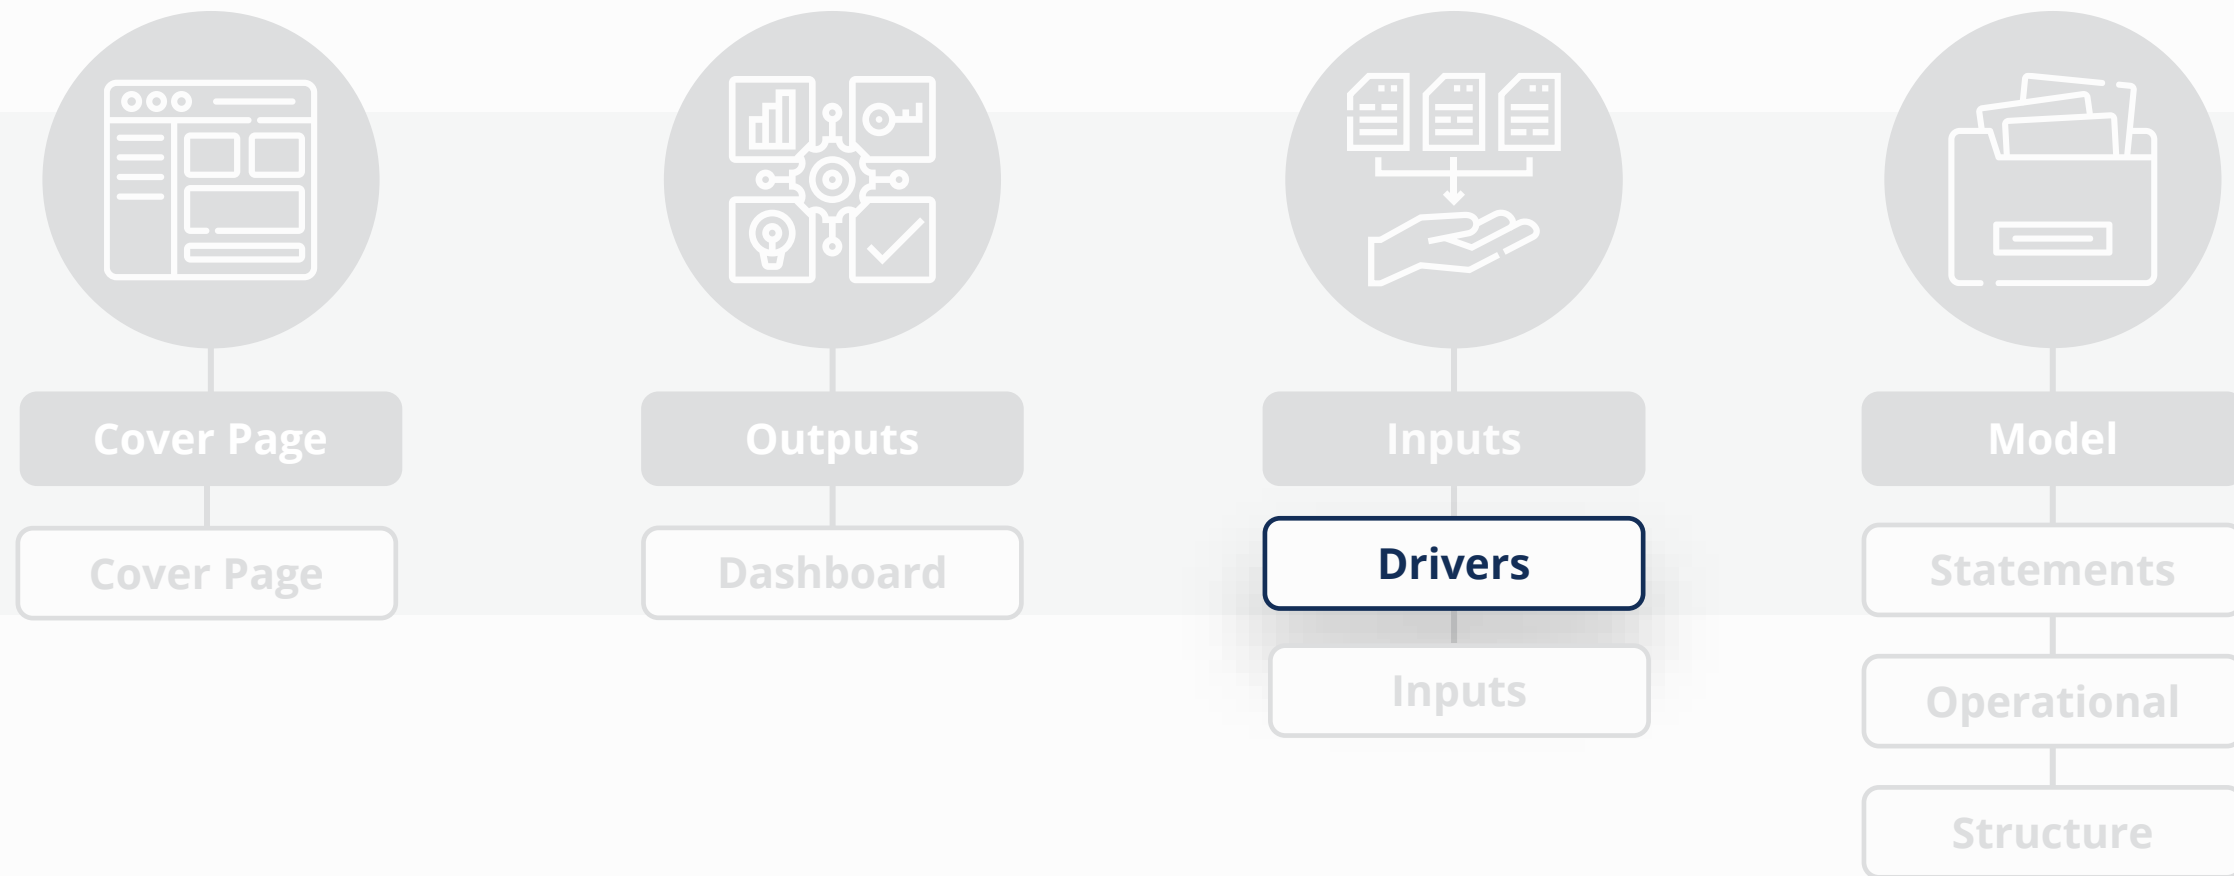 Cover Page
Cover Page
Outputs
Dashboard
Inputs
Drivers
Inputs
Model
Statements
Operational
Structure